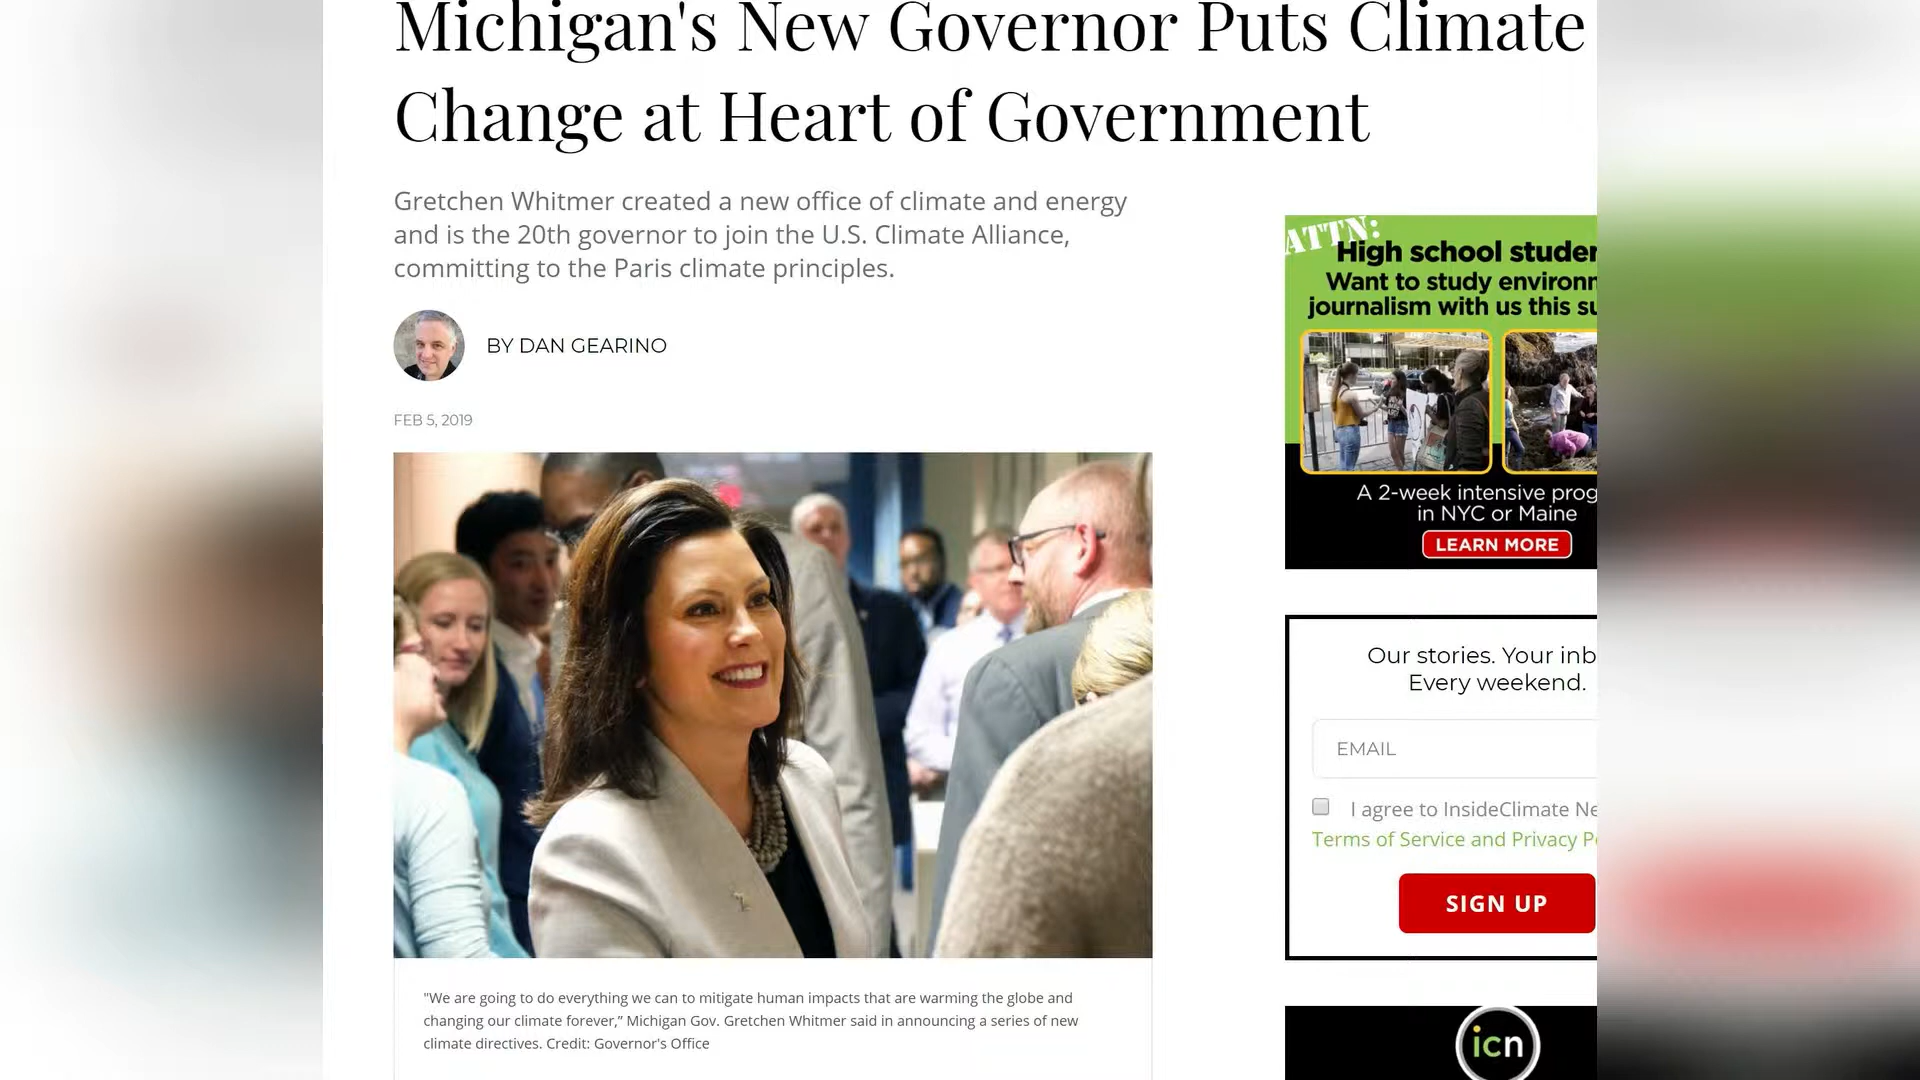 Michigan's New Governor Puts Climate
Change at Heart of Government
Gretchen Whitmer created a new office of climate and energy
and is the 20th governor to join the U.S. Climate Alliance,
committing to the Paris climate principles.
BY DAN GEARINO
FEB 5, 2019
"We are going to do everything we can to mitigate human impacts that are warming the globe and
changing our climate forever,” Michigan Gov. Gretchen Whitmer said in announcing a series of new
climate directives. Credit: Governor's Office
ATTN:
High school studen
Want to study environm
journalism with us this su
A 2-week intensive prog
in NYC or Maine
LEARN MORE
Our stories. Your inb
Every weekend.
EMAIL
I agree to InsideClimate Ne
Terms of Service and Privacy Po
SIGN UP
icn